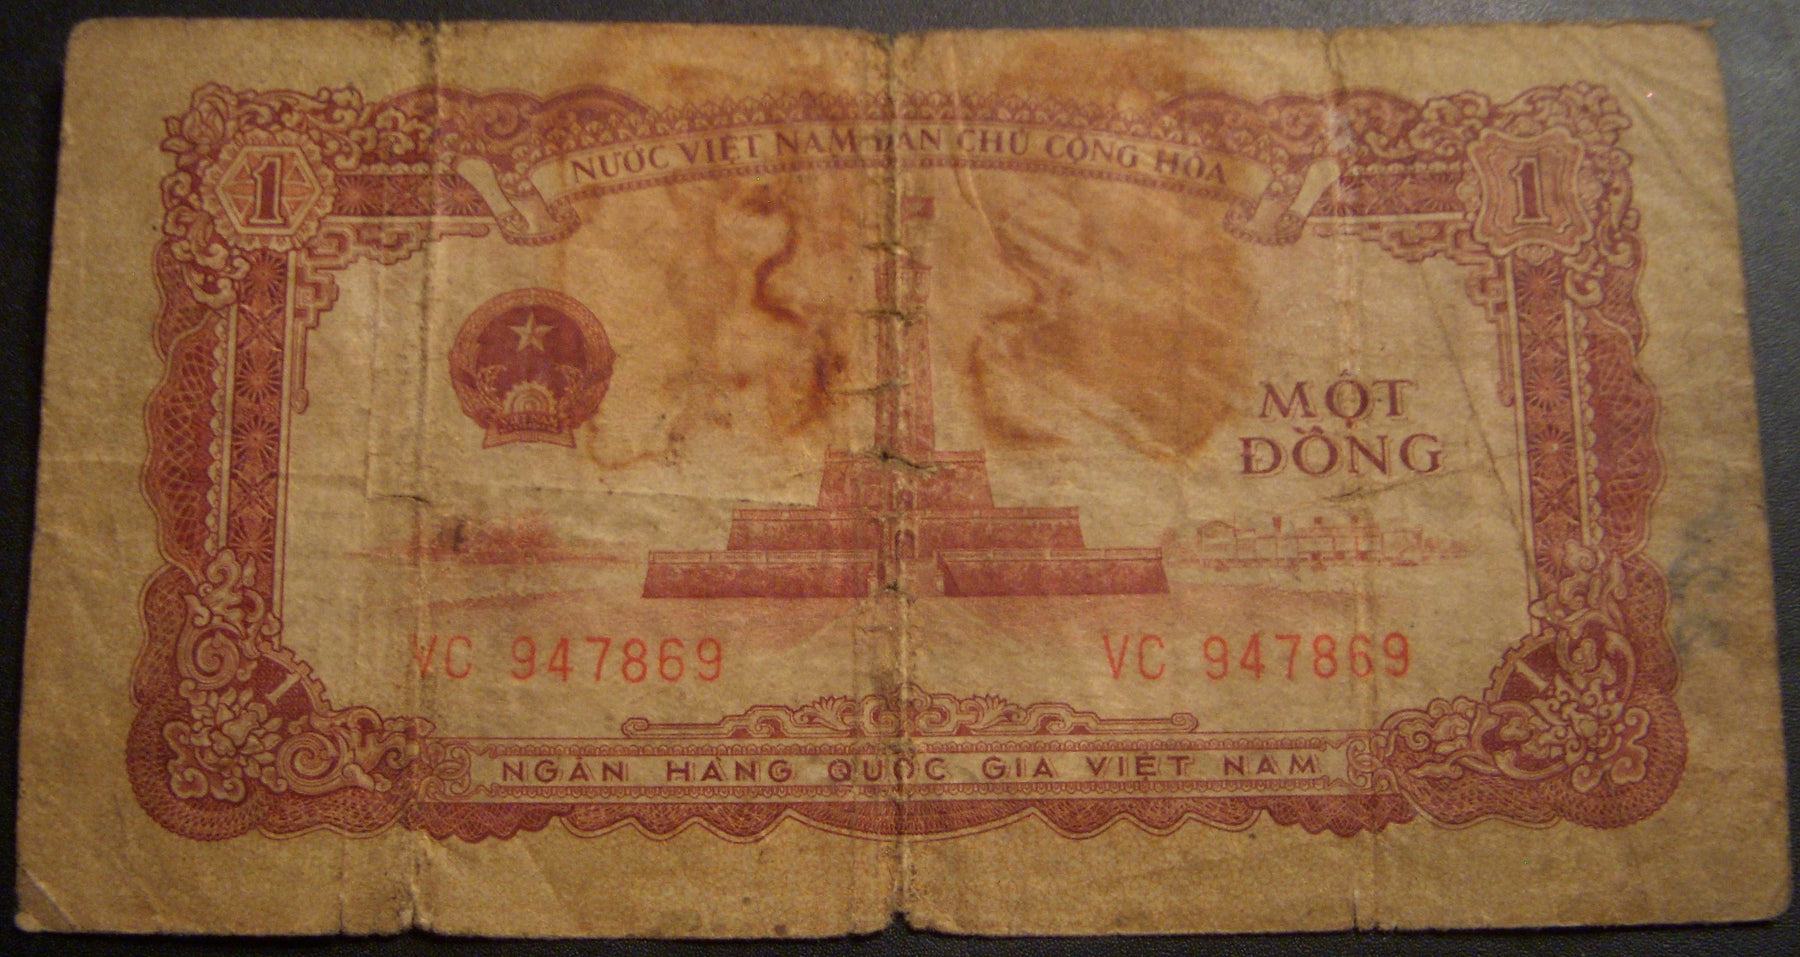 NƯỚC VIỆT NAM DÂN CHỦ CỘNG HÒA
1
1
MỘT
ĐỒNG
VC 947869
VC 947869
1
1
NGÂN HÀNG QUỐC GIA VIỆT NAM